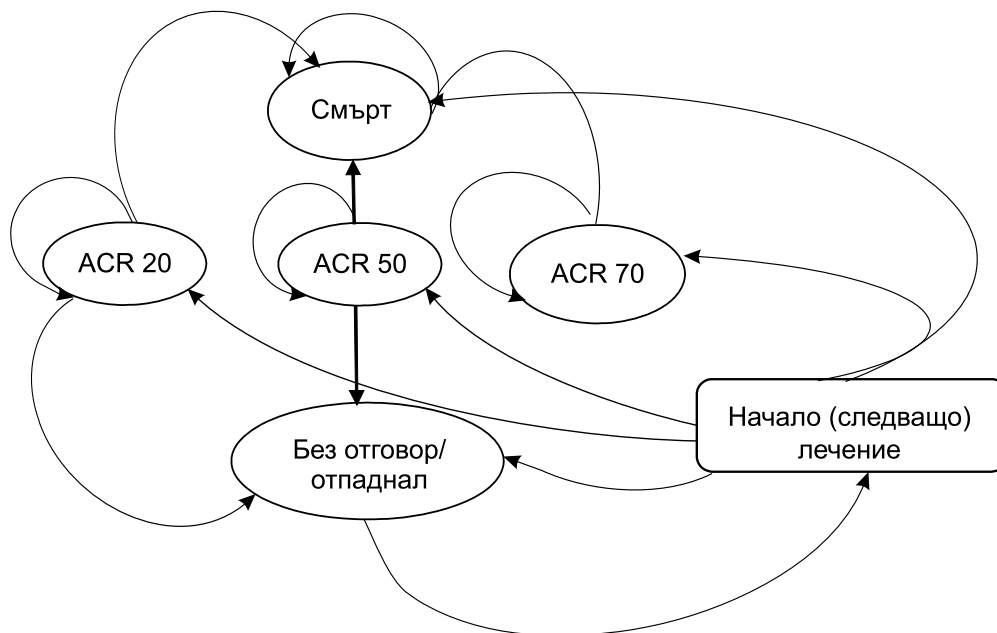 Смърт
ACR 20
ACR 50
ACR 70
Начало (следващо)
лечение
Без отговор/
отпаднал